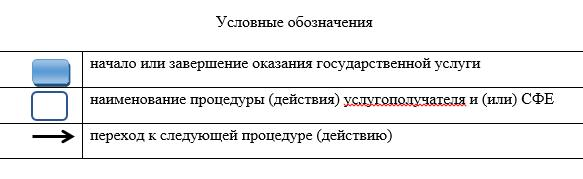 Условные обозначения
начало или завершение оказания государственной услуги
наименование процедуры (действия) услугополучателя и (или) СФЕ
переход к следующей процедуре (действию)